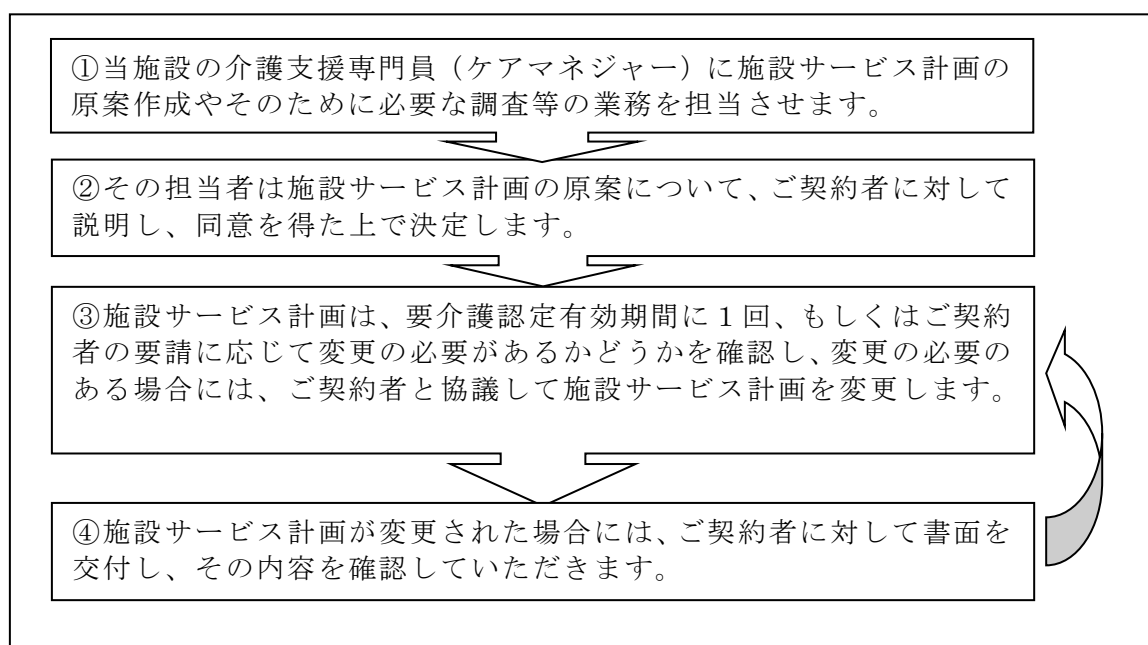 ①当施設の介護支援専門員（ケアマネジャー）に施設サービス計画の
原案作成やそのために必要な調査等の業務を担当させます。
②その担当者は施設サービス計画の原案について、ご契約者に対して
説明し、同意を得た上で決定します。
③施設サービス計画は、要介護認定有効期間に１回、もしくはご契約
者の要請に応じて変更の必要があるかどうかを確認し、変更の必要の
ある場合には、ご契約者と協議して施設サービス計画を変更します。
④施設サービス計画が変更された場合には、ご契約者に対して書面を
交付し、その内容を確認していただきます。